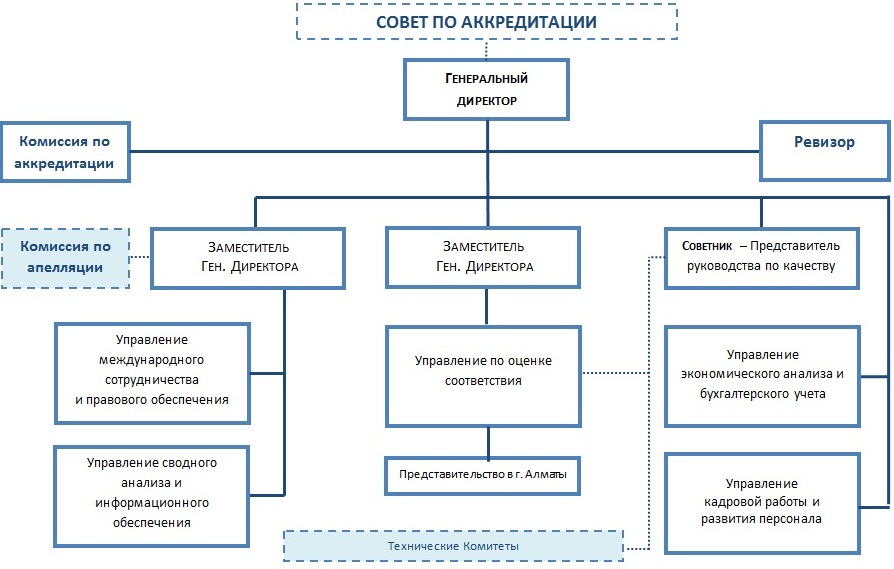 СОВЕТ ПО АККРЕДИТАЦИИ
ГЕНЕРАЛЬНЫЙ
ДИРЕКТОР
Комиссия по
аккредитации
Ревизор
Комиссия по
апелляции
ЗАМЕСТИТЕЛЬ
ГЕН. ДИРЕКТОРА
ЗАМЕСТИТЕЛЬ
ГЕН. ДИРЕКТОРА
СОВЕТНИК – Представитель
руководства по качеству
Управление
международного
сотрудничества
и правового обеспечения
Управление по оценке
соответствия
Управление
экономического анализа и
бухгалтерского учета
Управление сводного
анализа и
информационного
обеспечения
Представительство в г. Алматы
Управление
кадровой работы и
развития персонала
Технические Комитеты